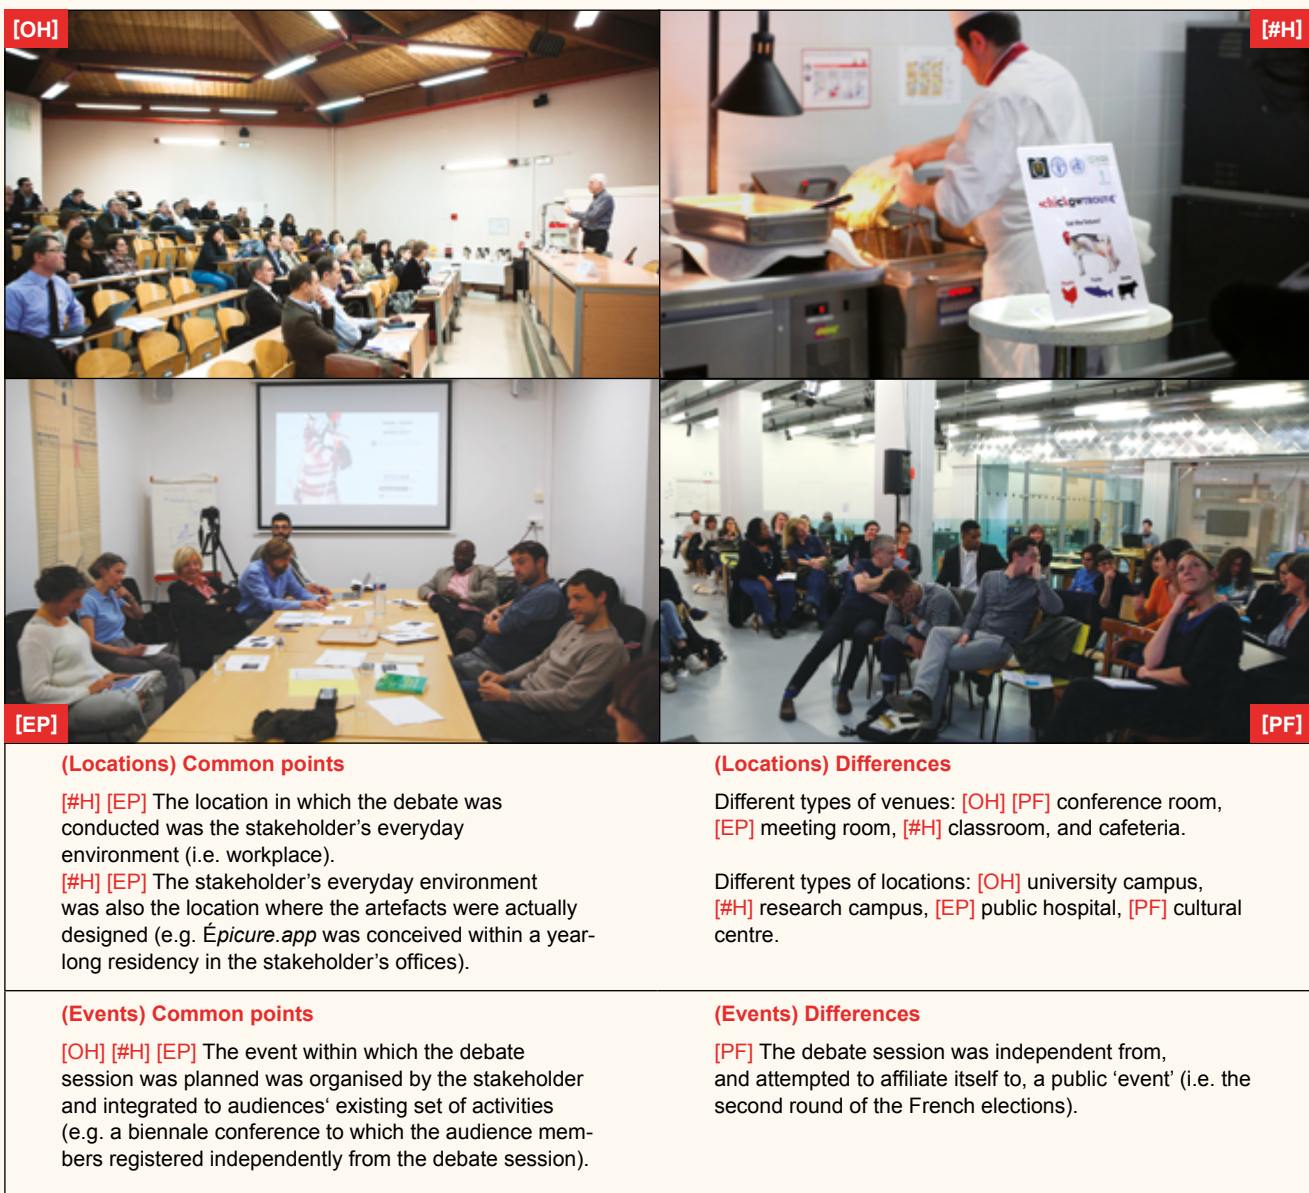 [OH]
[#H]
chickowTROUT
Eat the future!
[EP]
[PF]
(Locations) Common points
[#H] [EP] The location in which the debate was
conducted was the stakeholder’s everyday
environment (i.e. workplace).
[#H] [EP] The stakeholder’s everyday environment
was also the location where the artefacts were actually
designed (e.g. Épicure.app was conceived within a year-
long residency in the stakeholder’s offices).
(Locations) Differences
Different types of venues: [OH] [PF] conference room,
[EP] meeting room, [#H] classroom, and cafeteria.
Different types of locations: [OH] university campus,
[#H] research campus, [EP] public hospital, [PF] cultural
centre.
(Events) Common points
[OH] [#H] [EP] The event within which the debate
session was planned was organised by the stakeholder
and integrated to audiences‘ existing set of activities
(e.g. a biennale conference to which the audience mem-
bers registered independently from the debate session).
(Events) Differences
[PF] The debate session was independent from,
and attempted to affiliate itself to, a public ‘event’ (i.e. the
second round of the French elections).